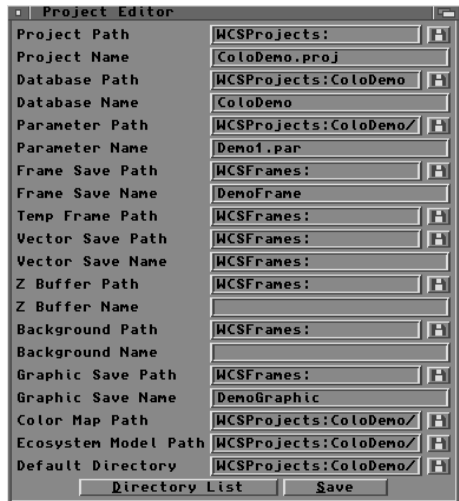 Project Editor
Project Path WCSProjects:
Project Name ColoDemo.proj
Database Path WCSProjects:ColoDemo
Database Name ColoDemo
Parameter Path WCSProjects:ColoDemo/
Parameter Name Demo1.par
Frame Save Path WCSFrames:
Frame Save Name DemoFrame
Temp Frame Path WCSFrames:
Vector Save Path WCSFrames:
Vector Save Name WCSFrames:
Z Buffer Path WCSFrames:
Z Buffer Name
Background Path WCSFrames:
Background Name
Graphic Save Path WCSFrames:
Graphic Save Name DemoGraphic
Color Map Path WCSProjects:ColoDemo/
Ecosystem Model Path WCSProjects:ColoDemo/
Default Directory WCSProjects:ColoDemo/
Directory List Save